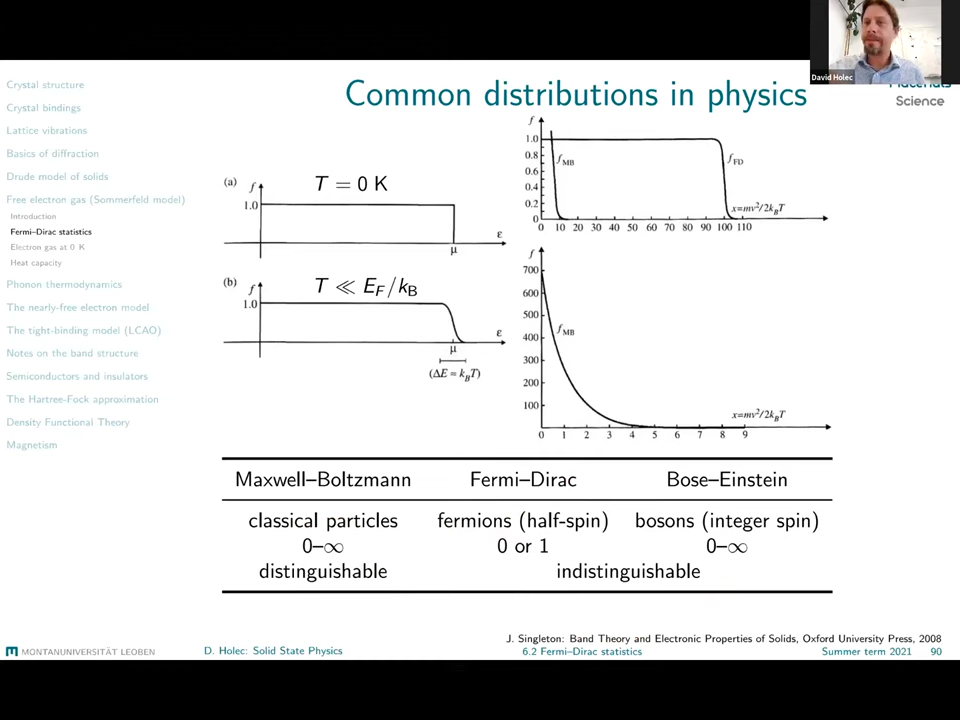 David Holec
Materials
Science
Crystal structure
Crystal bindings
Lattice vibrations
Basics of diffraction
Drude model of solids
Free electron gas (Sommerfeld model)
Introduction
Fermi–Dirac statistics
Electron gas at 0 K
Heat capacity
Phonon thermodynamics
The nearly-free electron model
The tight-binding model (LCAO)
Notes on the band structure
Semiconductors and insulators
The Hartree-Fock approximation
Density Functional Theory
Magnetism
Common distributions in physics
(a) f T = 0 K
1.0
ε
μ
(b) f T ≪ E_F/k_B
1.0
ε
μ
(ΔE ≈ k_BT)
f
1.0
0.8
0.6
0.4
0.2
0
f_MB
f_FD
x=mv²/2k_BT
0 10 20 30 40 50 60 70 80 90 100 110
f
700
600
500
400
300
200
100
f_MB
x=mv²/2k_BT
0 1 2 3 4 5 6 7 8 9
Maxwell–Boltzmann Fermi–Dirac Bose–Einstein
classical particles fermions (half-spin) bosons (integer spin)
0–∞ 0 or 1 0–∞
distinguishable indistinguishable
J. Singleton: Band Theory and Electronic Properties of Solids, Oxford University Press, 2008
MONTANUNIVERSITÄT LEOBEN D. Holec: Solid State Physics 6.2 Fermi–Dirac statistics Summer term 2021 90